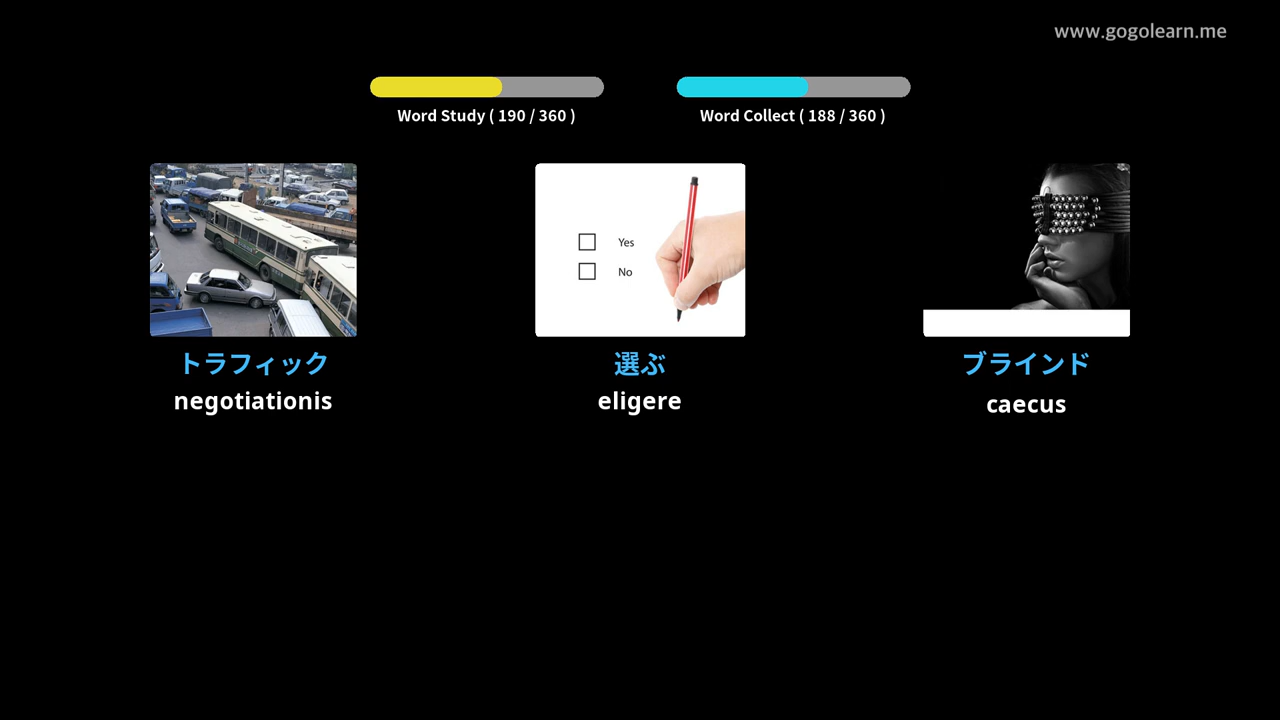 www.gogolearn.me
Word Study ( 190 / 360 )
Word Collect ( 188 / 360 )
Yes
No
トラフィック
選ぶ
ブラインド
negotiationis
eligere
caecus